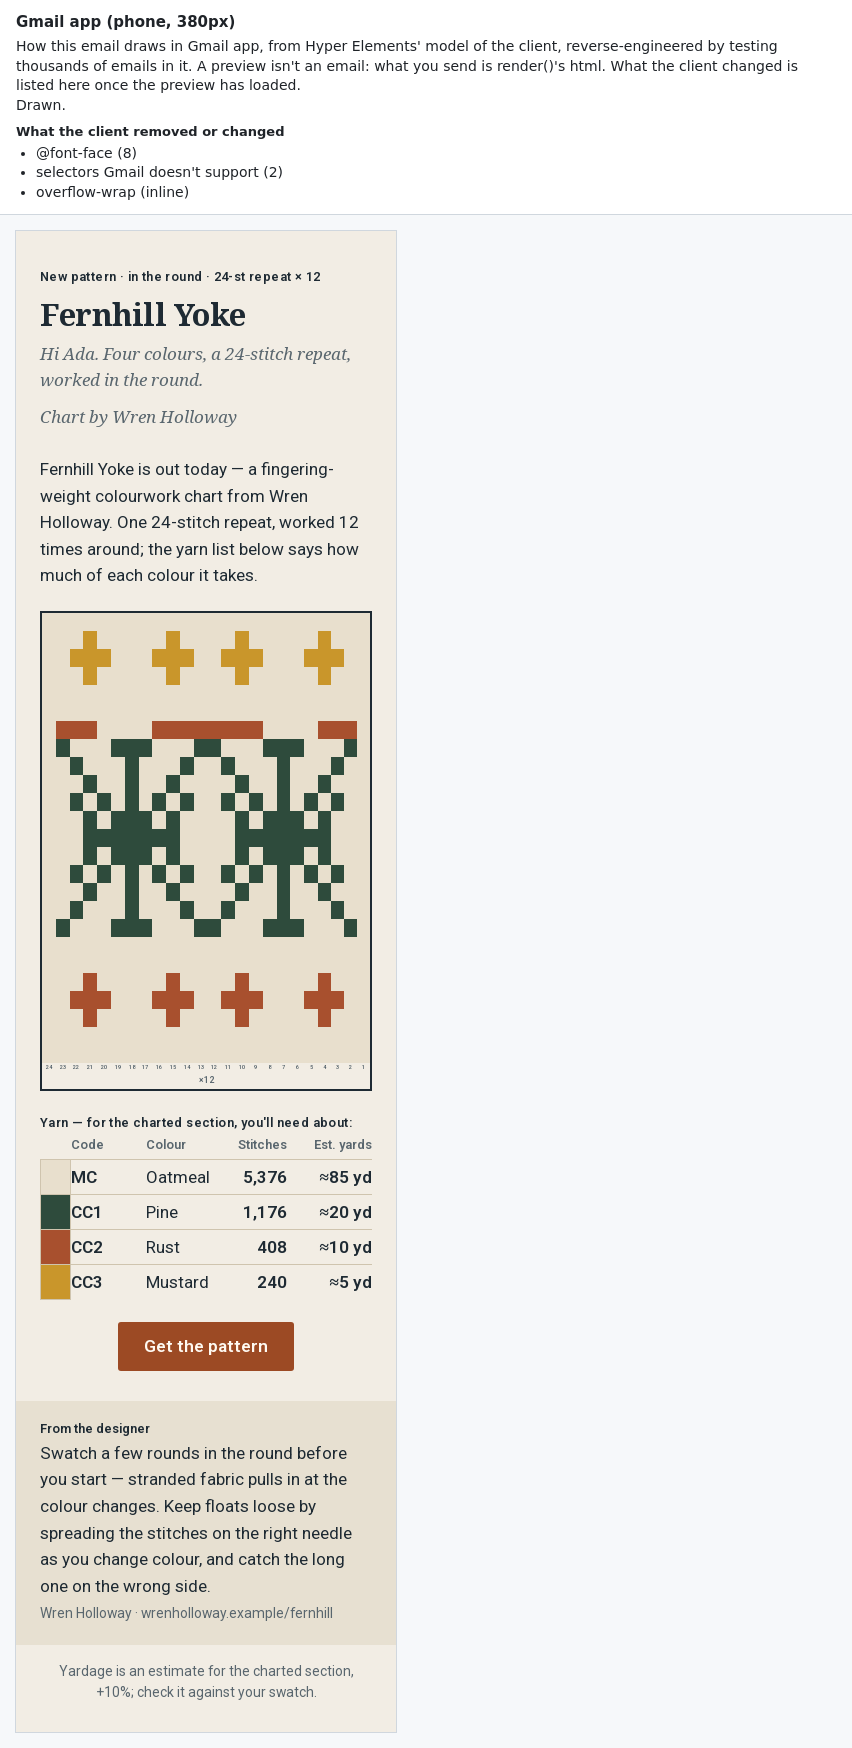 Gmail app (phone, 380px)
How this email draws in Gmail app, from Hyper Elements' model of the client, reverse-engineered by testing
thousands of emails in it. A preview isn't an email: what you send is render()'s html. What the client changed is
listed here once the preview has loaded.
Drawn.
What the client removed or changed
• @font-face (8)
• selectors Gmail doesn't support (2)
• overflow-wrap (inline)
New pattern · in the round · 24-st repeat × 12
Fernhill Yoke
Hi Ada. Four colours, a 24-stitch repeat,
worked in the round.
Chart by Wren Holloway
Fernhill Yoke is out today — a fingering-
weight colourwork chart from Wren
Holloway. One 24-stitch repeat, worked 12
times around; the yarn list below says how
much of each colour it takes.
24 23 22 21 20 19 18 17 16 15 14 13 12 11 10 9 8 7 6 5 4 3 2 1
×12
Yarn — for the charted section, you'll need about:
Code Colour Stitches Est. yards
MC Oatmeal 5,376 ≈85 yd
CC1 Pine 1,176 ≈20 yd
CC2 Rust 408 ≈10 yd
CC3 Mustard 240 ≈5 yd
Get the pattern
From the designer
Swatch a few rounds in the round before
you start — stranded fabric pulls in at the
colour changes. Keep floats loose by
spreading the stitches on the right needle
as you change colour, and catch the long
one on the wrong side.
Wren Holloway · wrenholloway.example/fernhill
Yardage is an estimate for the charted section,
+10%; check it against your swatch.